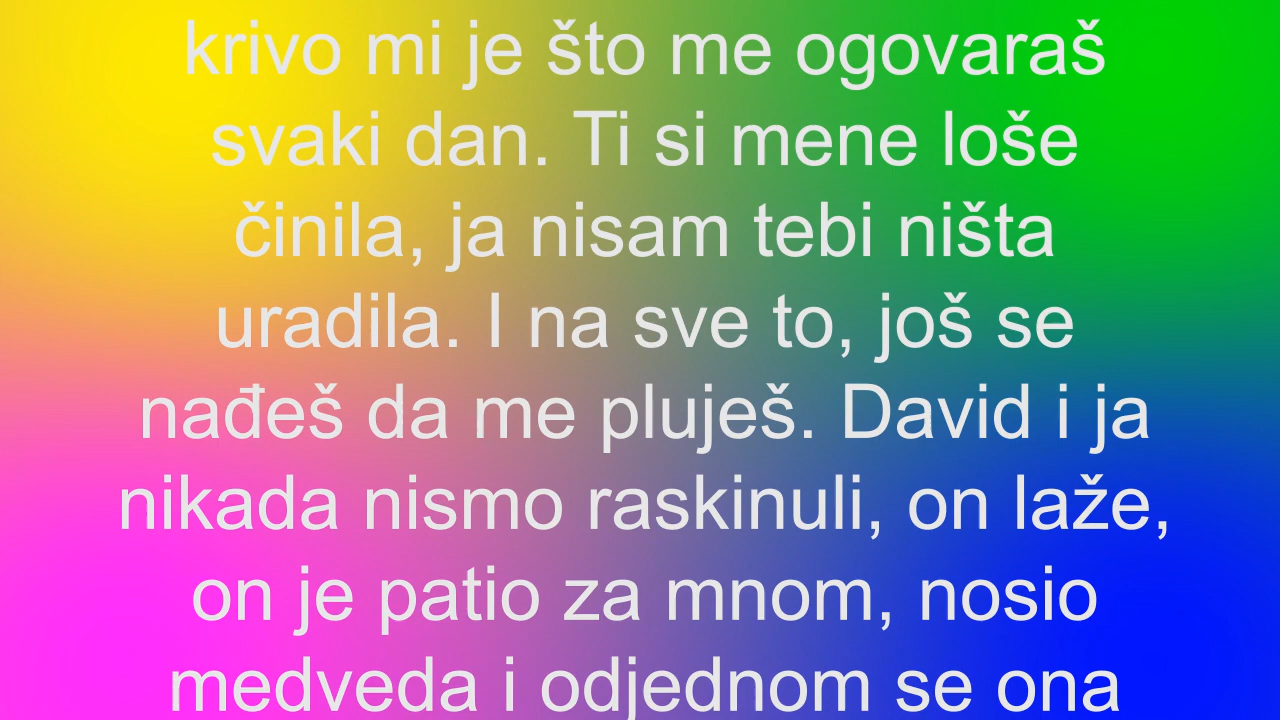 krivo mi je što me ogovaraš
svaki dan. Ti si mene loše
činila, ja nisam tebi ništa
uradila. I na sve to, još se
nađeš da me pluješ. David i ja
nikada nismo raskinuli, on laže,
on je patio za mnom, nosio
medveda i odjednom se ona